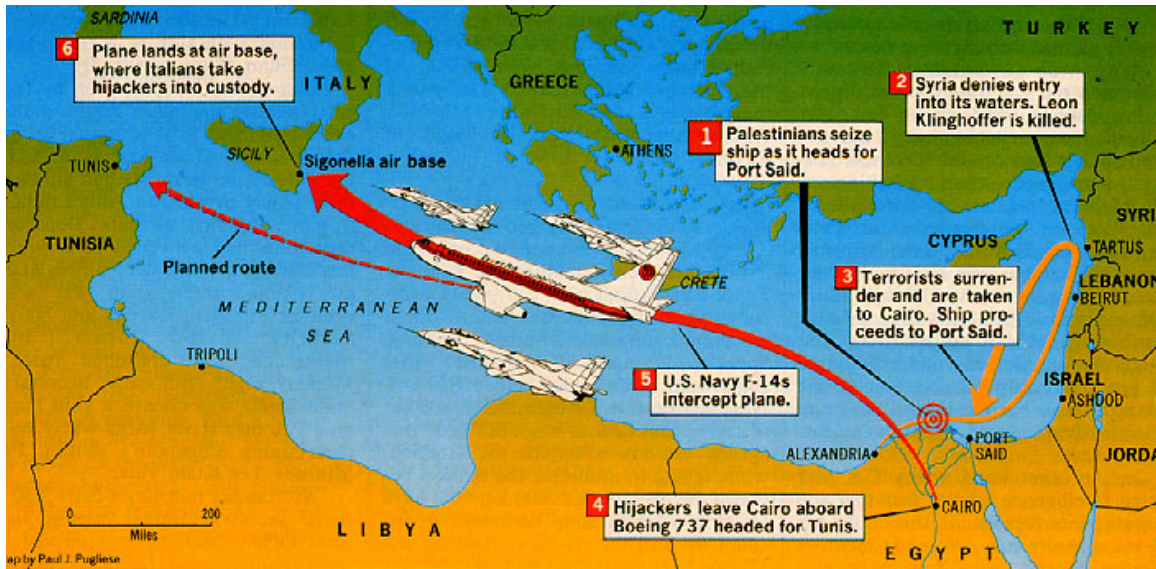 SARDINIA
TURKEY
6
Plane lands at air base,
where Italians take
hijackers into custody.
ITALY
GREECE
2
Syria denies entry
into its waters. Leon
Klinghoffer is killed.
1
Palestinians seize
ship as it heads for
Port Said.
TUNIS
SICILY
Sigonella air base
ATHENS
SYRI
TUNISIA
Planned route
CYPRUS
TARTUS
3
Terrorists surren-
der and are taken
to Cairo. Ship pro-
ceeds to Port Said.
LEBANON
BEIRUT
CRETE
MEDITERRANEAN
SEA
TRIPOLI
5
U.S. Navy F-14s
intercept plane.
ISRAEL
ASHDOD
ALEXANDRIA
PORT
SAID
JORDA
4
Hijackers leave Cairo aboard
Boeing 737 headed for Tunis.
CAIRO
0
200
Miles
LIBYA
EGYPT
ap by Paul J. Pugliese